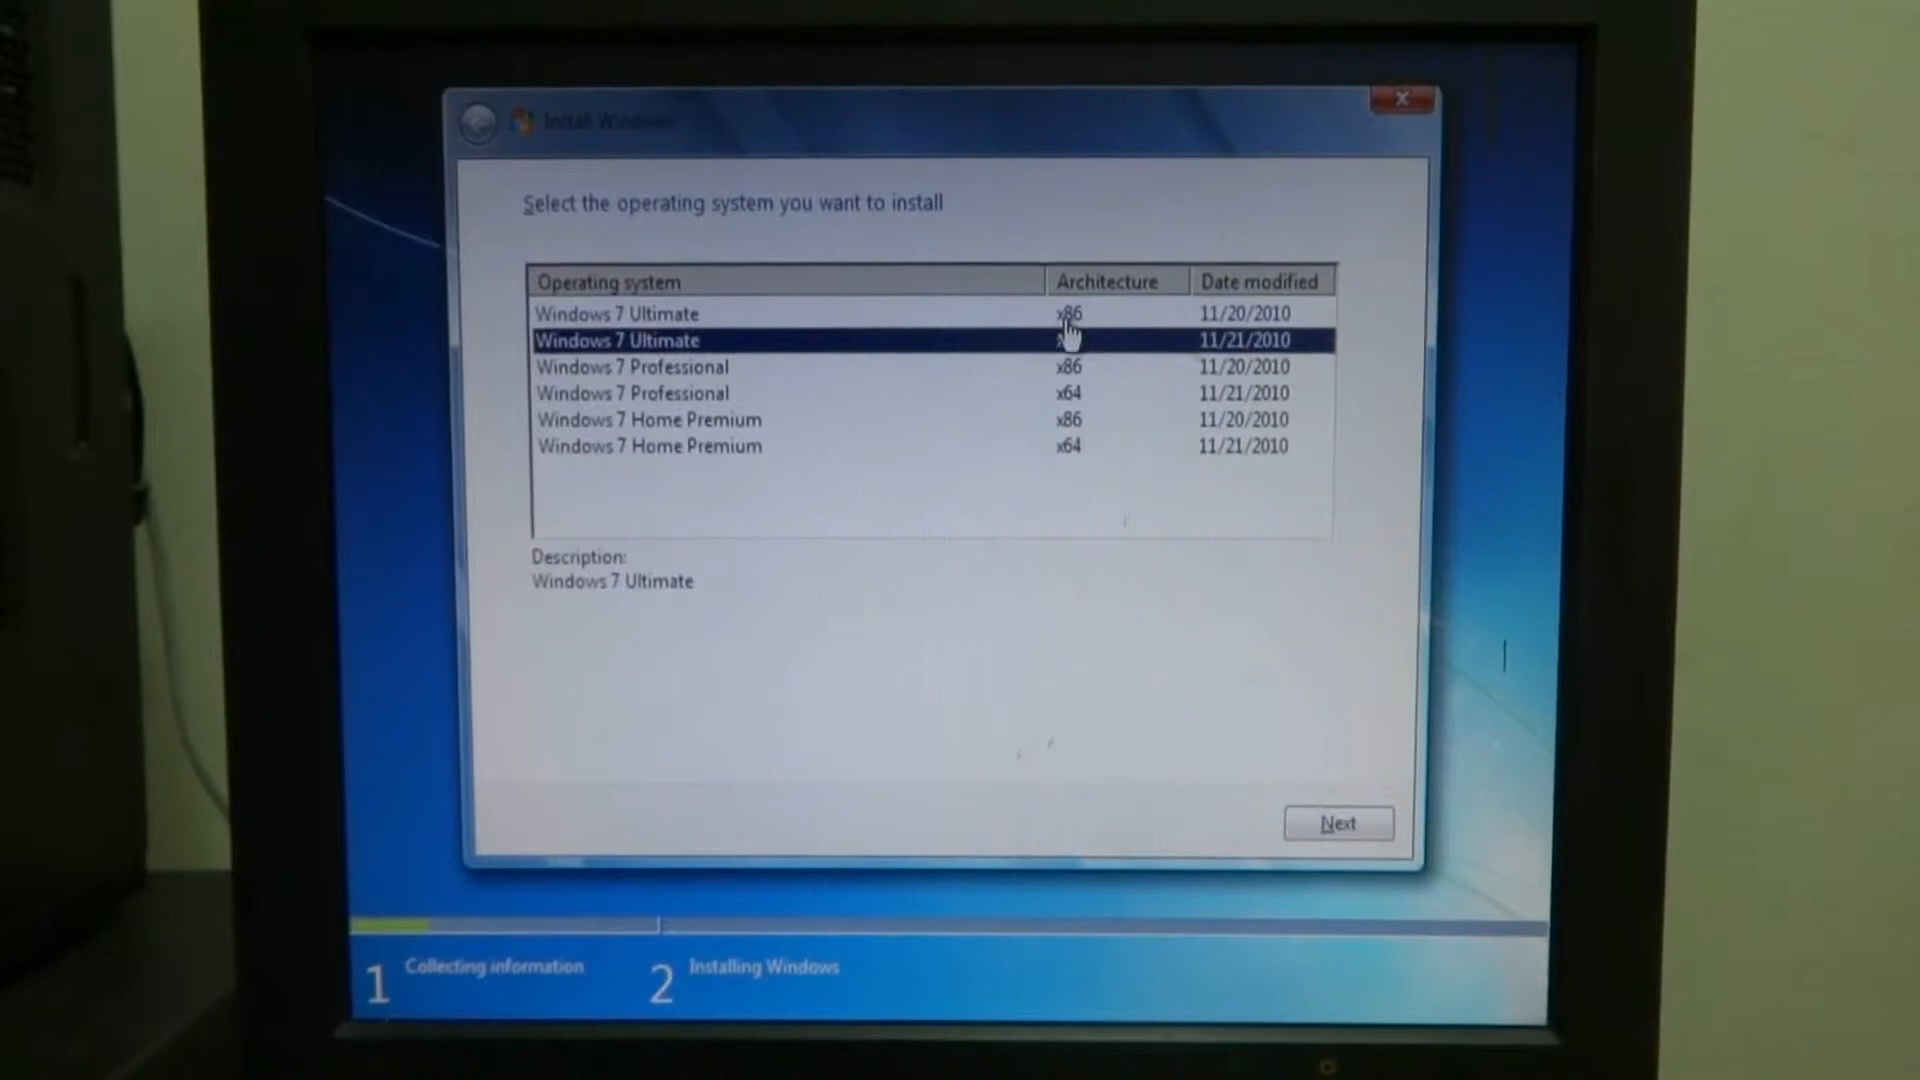 Install Windows
Select the operating system you want to install
Operating system Architecture Date modified
Windows 7 Ultimate x86 11/20/2010
Windows 7 Ultimate 11/21/2010
Windows 7 Professional x86 11/20/2010
Windows 7 Professional x64 11/21/2010
Windows 7 Home Premium x86 11/20/2010
Windows 7 Home Premium x64 11/21/2010
Description:
Windows 7 Ultimate
Next
1 Collecting information 2 Installing Windows